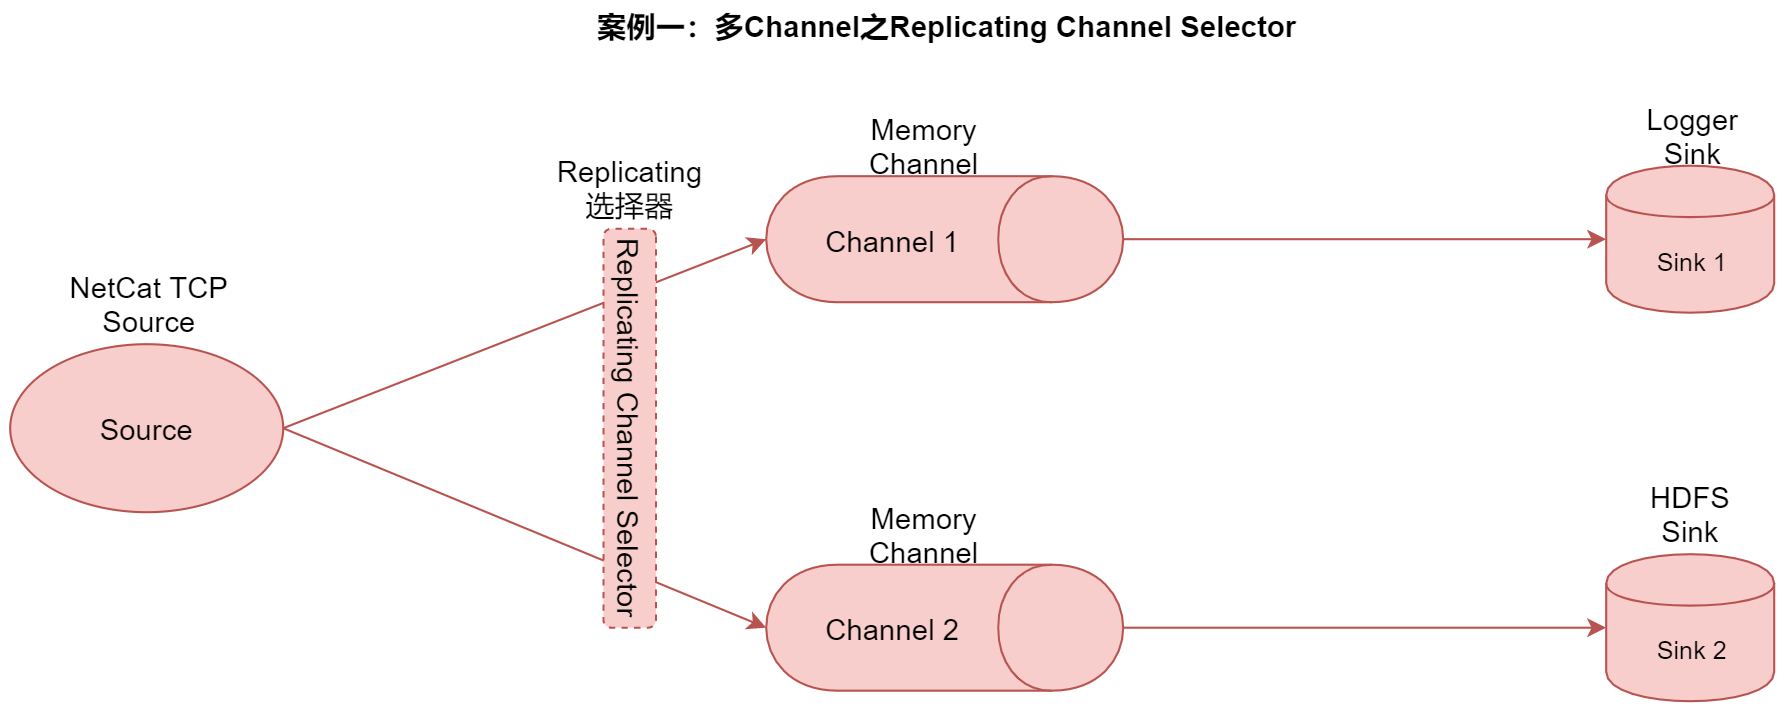 案例一：多Channel之Replicating Channel Selector
Logger
Sink
Memory
Channel
Replicating
选择器
Channel 1
Sink 1
Replicating Channel Selector
NetCat TCP
Source
Source
HDFS
Sink
Memory
Channel
Channel 2
Sink 2